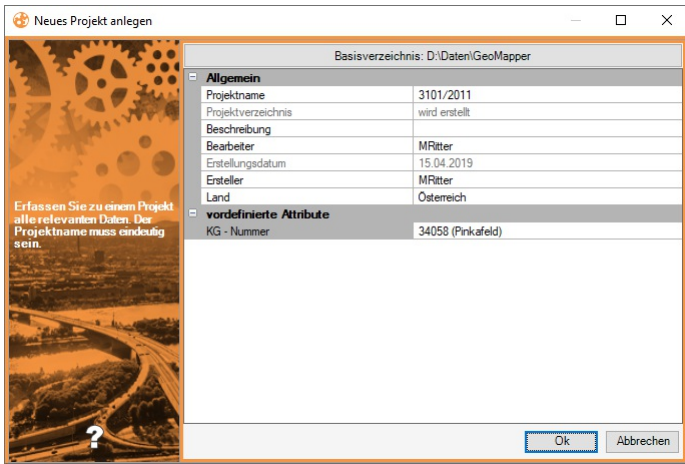 Neues Projekt anlegen
Basisverzeichnis: D:\Daten\GeoMapper
Allgemein
Projektname 3101/2011
Projektverzeichnis wird erstellt
Beschreibung
Bearbeiter MRitter
Erstellungsdatum 15.04.2019
Ersteller MRitter
Land Österreich
vordefinierte Attribute
KG - Nummer 34058 (Pinkafeld)
Erfassen Sie zu einem Projekt
alle relevanten Daten. Der
Projektname muss eindeutig
sein.
?
Ok Abbrechen